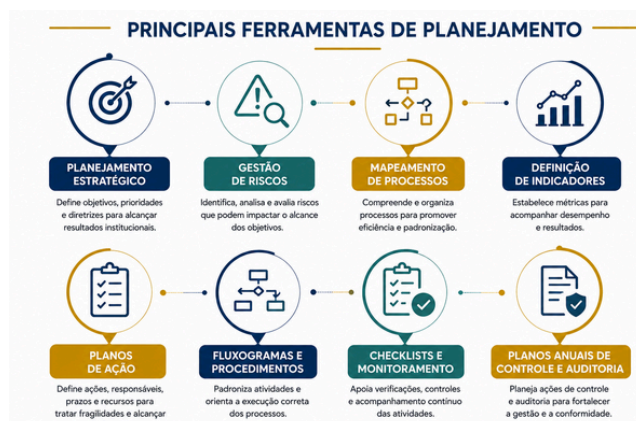 PRINCIPAIS FERRAMENTAS DE PLANEJAMENTO
PLANEJAMENTO
ESTRATÉGICO
Define objetivos, prioridades
e diretrizes para alcançar
resultados institucionais.
GESTÃO
DE RISCOS
Identifica, analisa e avalia riscos
que podem impactar o alcance
dos objetivos.
MAPEAMENTO
DE PROCESSOS
Compreende e organiza
processos para promover
eficiência e padronização.
DEFINIÇÃO
DE INDICADORES
Estabelece métricas para
acompanhar desempenho
e resultados.
PLANOS
DE AÇÃO
Define ações, responsáveis,
prazos e recursos para
tratar fragilidades e alcançar
FLUXOGRAMAS E
PROCEDIMENTOS
Padroniza atividades e
orienta a execução correta
dos processos.
CHECKLISTS E
MONITORAMENTO
Apoia verificações, controles
e acompanhamento contínuo
das atividades.
PLANOS ANUAIS DE
CONTROLE E AUDITORIA
Planeja ações de controle
e auditoria para fortalecer
a gestão e a conformidade.